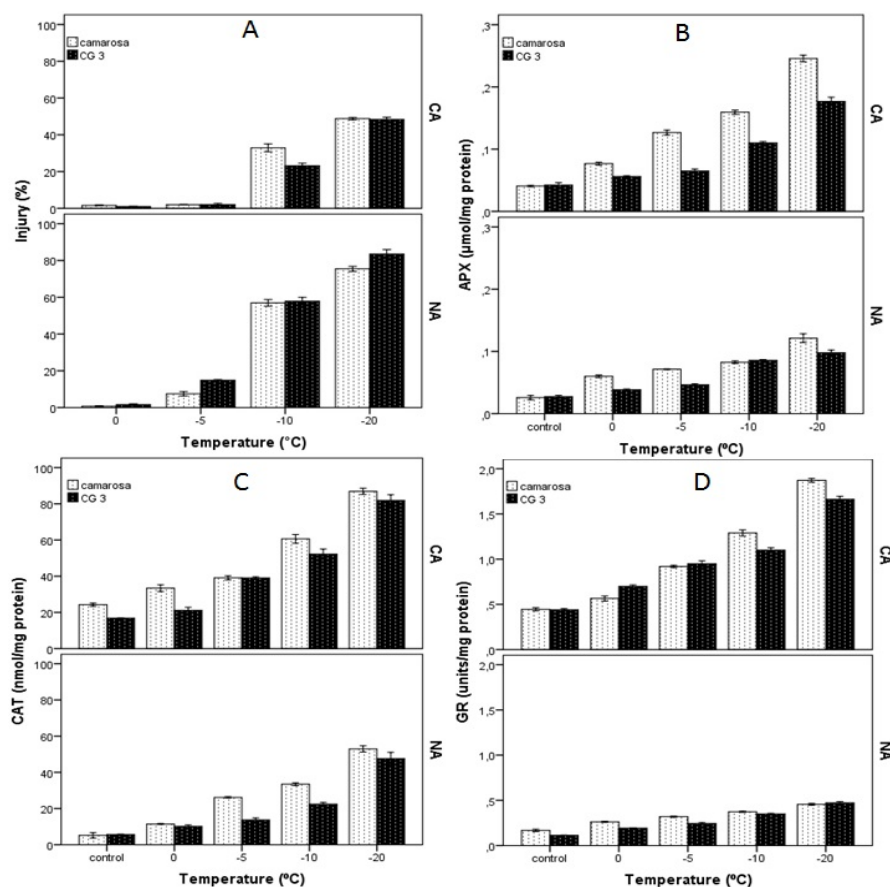 A
camarosa
CG 3
100
80
60
40
20
0
CA
Injury (%)
100
80
60
40
20
0
NA
0 -5 -10 -20
Temperature (°C)
B
camarosa
CG 3
,3
,2
,1
,0
CA
APX (µmol/mg protein)
,3
,2
,1
,0
NA
control 0 -5 -10 -20
Temperature (ºC)
C
camarosa
CG 3
100
80
60
40
20
0
CA
CAT (nmol/mg protein)
100
80
60
40
20
0
NA
control 0 -5 -10 -20
Temperature (ºC)
D
camarosa
CG 3
2,0
1,5
1,0
,5
,0
CA
GR (units/mg protein)
2,0
1,5
1,0
,5
,0
NA
control 0 -5 -10 -20
Temperature (ºC)